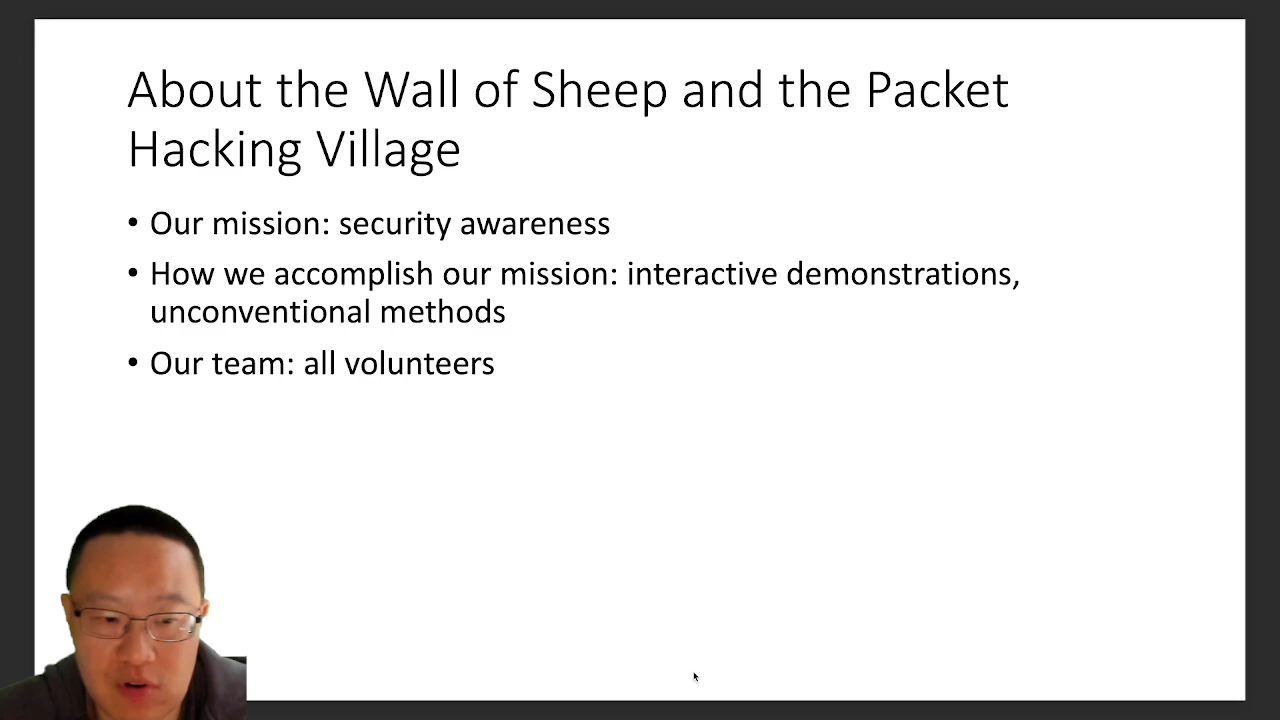 About the Wall of Sheep and the Packet
Hacking Village
• Our mission: security awareness
• How we accomplish our mission: interactive demonstrations,
unconventional methods
• Our team: all volunteers